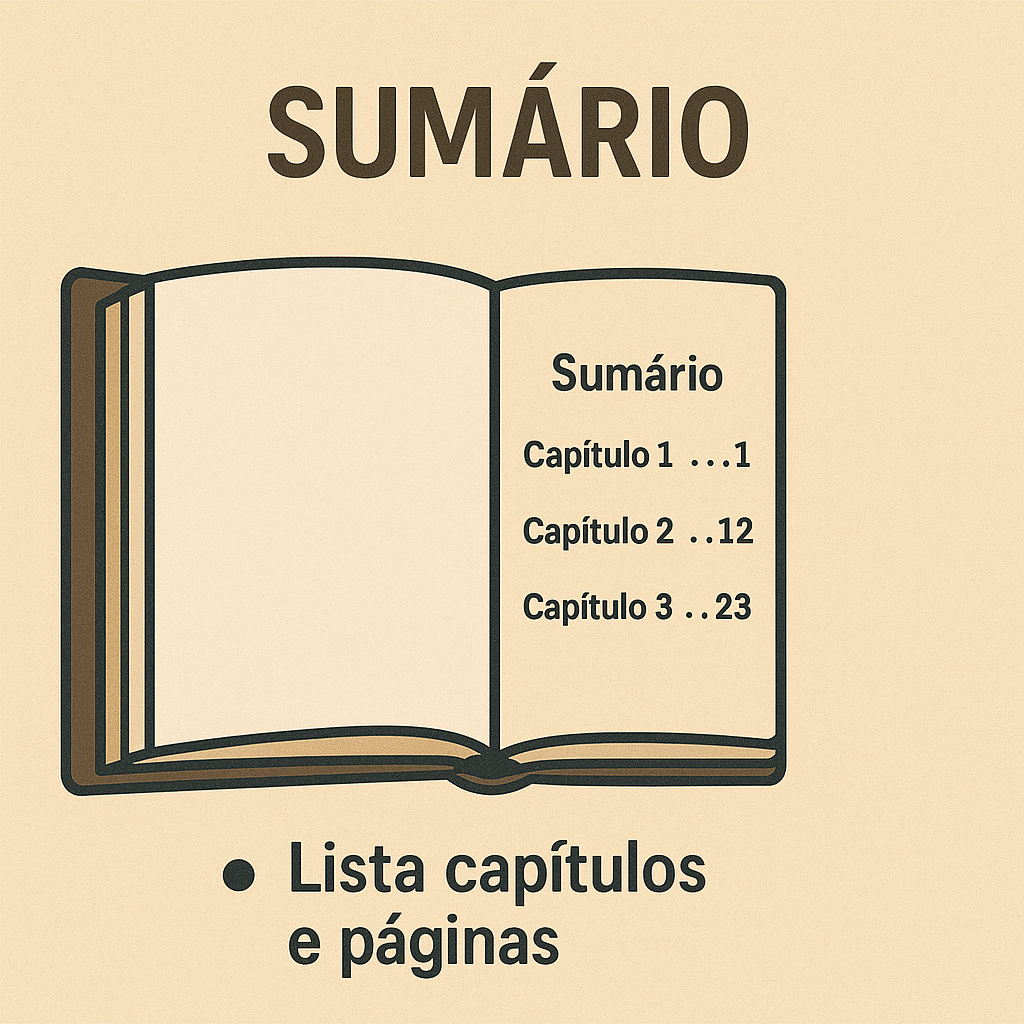 SUMÁRIO
Sumário
Capítulo 1 ...1
Capítulo 2 ..12
Capítulo 3 ..23
• Lista capítulos
e páginas